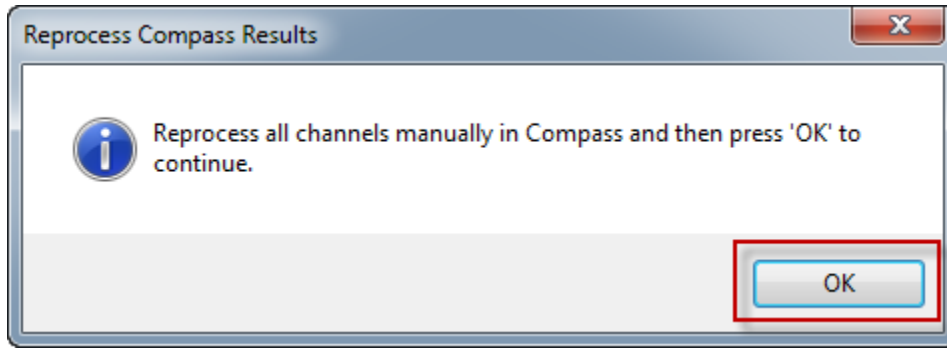 Reprocess Compass Results
Reprocess all channels manually in Compass and then press 'OK' to
continue.
OK